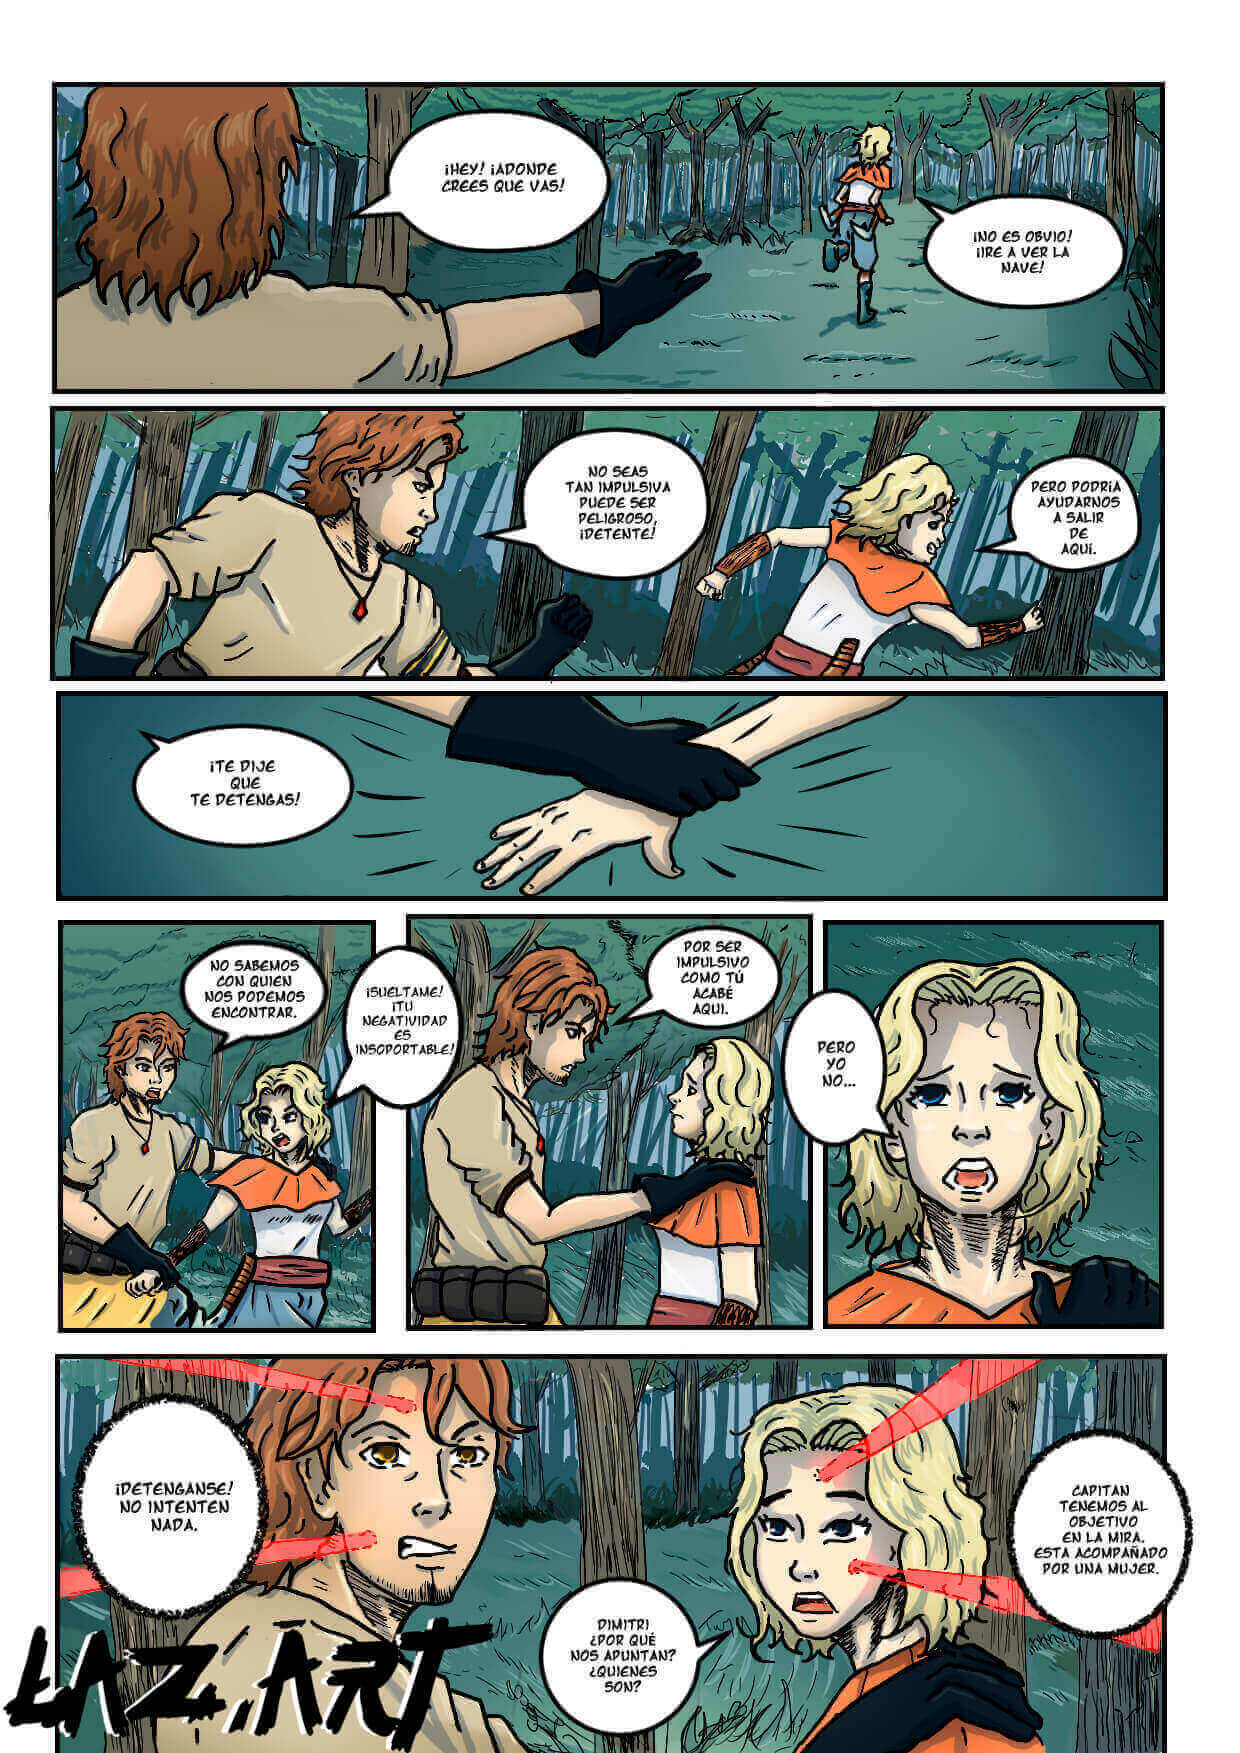 ¡HEY! ¡ADONDE
CREES QUE VAS!
¡NO ES OBVIO!
¡IRE A VER LA
NAVE!
NO SEAS
TAN IMPULSIVA
PUEDE SER
PELIGROSO,
¡DETENTE!
PERO PODRÍA
AYUDARNOS
A SALIR
DE
AQUÍ.
¡TE DIJE
QUE
TE DETENGAS!
NO SABEMOS
CON QUIEN
NOS PODEMOS
ENCONTRAR.
¡SUELTAME!
¡TU
NEGATIVIDAD
ES
INSOPORTABLE!
POR SER
IMPULSIVO
COMO TÚ
ACABÉ
AQUI.
PERO
YO
NO...
¡DETENGANSE!
NO INTENTEN
NADA.
CAPITAN
TENEMOS AL
OBJETIVO
EN LA MIRA.
ESTA ACOMPAÑADO
POR UNA MUJER.
DIMITRI
¿POR QUÉ
NOS APUNTAN?
¿QUIENES
SON?
LAZ.ART